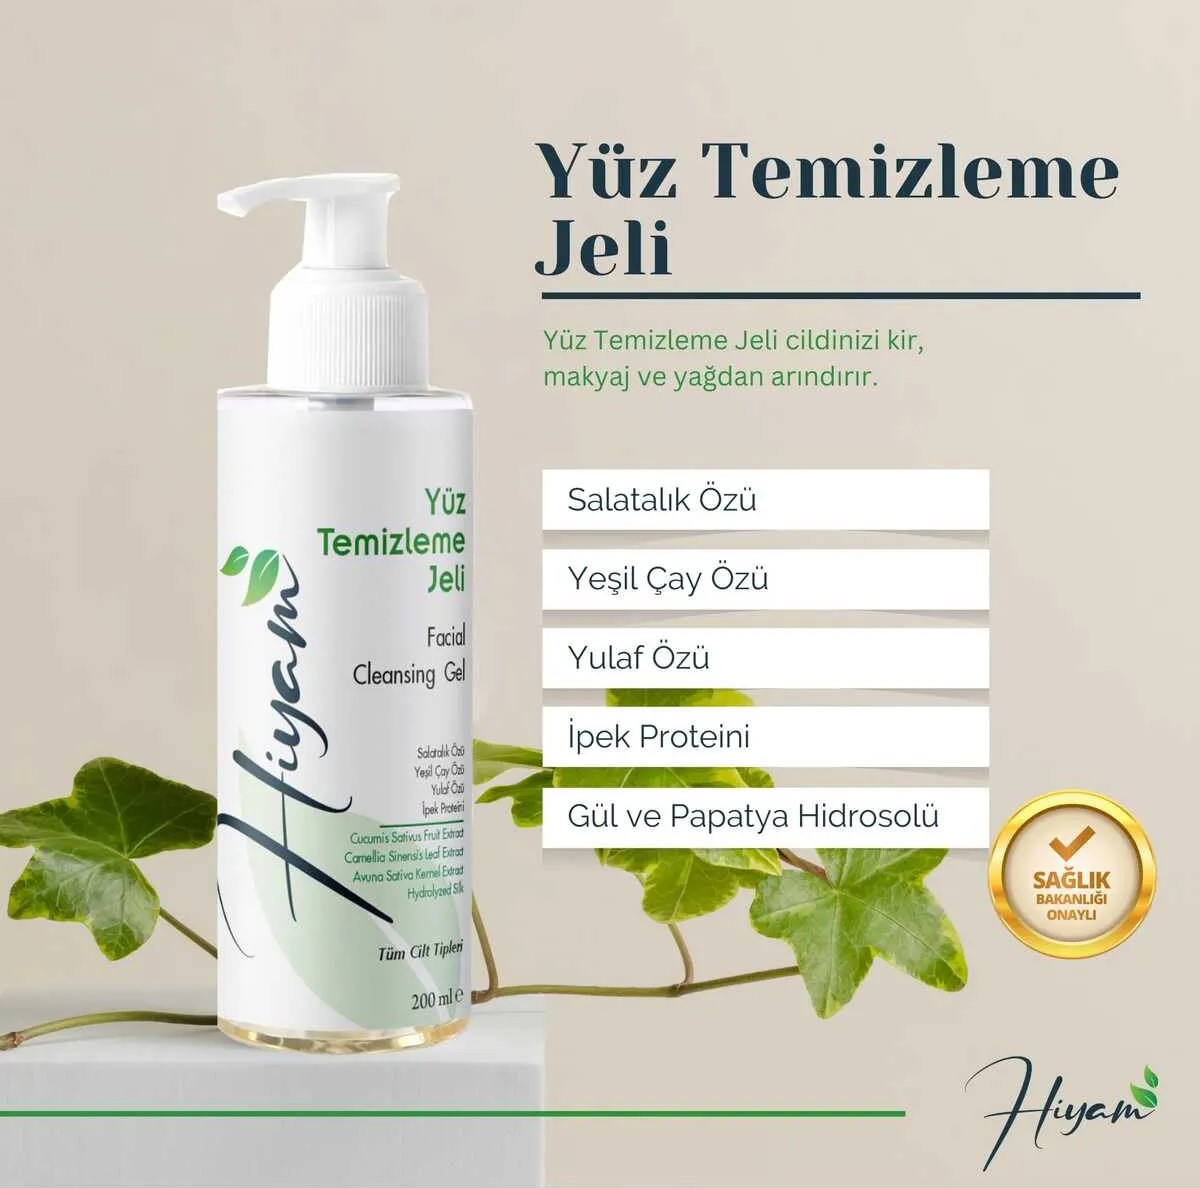 Yüz Temizleme
Jeli
Yüz Temizleme Jeli cildinizi kir,
makyaj ve yağdan arındırır.
Salatalık Özü
Yeşil Çay Özü
Yulaf Özü
İpek Proteini
Gül ve Papatya Hidrosolü
SAĞLIK
BAKANLIĞI
ONAYLI
Hiyam
Yüz
Temizleme
Jeli
Facial
Cleansing Gel
Salatalık Özü
Yeşil Çay Özü
Yulaf Özü
İpek Proteini
Cucumis Sativus Fruit Extract
Camellia Sinensis Leaf Extract
Avuna Sativa Kernel Extract
Hydrolyzed Silk
Tüm Cilt Tipleri
200 ml e
Hiyam